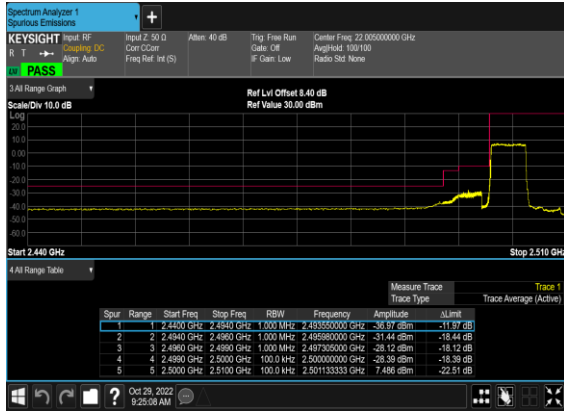 Spectrum Analyzer 1
Spurious Emissions
KEYSIGHT Input: RF Input Z: 50 Ω Atten: 40 dB Trig: Free Run Center Freq: 22.005000000 GHz
R T Coupling: DC Corr CCorr Gate: Off Avg|Hold: 100/100
Align: Auto Freq Ref: Int (S) IF Gain: Low Radio Std: None
PASS
3 All Range Graph
Ref Lvl Offset 8.40 dB
Scale/Div 10.0 dB Ref Value 30.00 dBm
Log
20.0
10.0
0.00
-10.0
-20.0
-30.0
-40.0
-50.0
-60.0
Start 2.440 GHz Stop 2.510 GHz
4 All Range Table
Measure Trace Trace 1
Trace Type Trace Average (Active)
Spur Range Start Freq Stop Freq RBW Frequency Amplitude ΔLimit
1 1 2.4400 GHz 2.4940 GHz 1.000 MHz 2.493550000 GHz -36.97 dBm -11.97 dB
2 2 2.4940 GHz 2.4960 GHz 1.000 MHz 2.495980000 GHz -31.44 dBm -18.44 dB
3 3 2.4960 GHz 2.4990 GHz 1.000 MHz 2.497305000 GHz -28.12 dBm -18.12 dB
4 4 2.4990 GHz 2.5000 GHz 100.0 kHz 2.500000000 GHz -28.39 dBm -18.39 dB
5 5 2.5000 GHz 2.5100 GHz 100.0 kHz 2.501133333 GHz 7.486 dBm -22.51 dB
Oct 29, 2022
9:25:08 AM